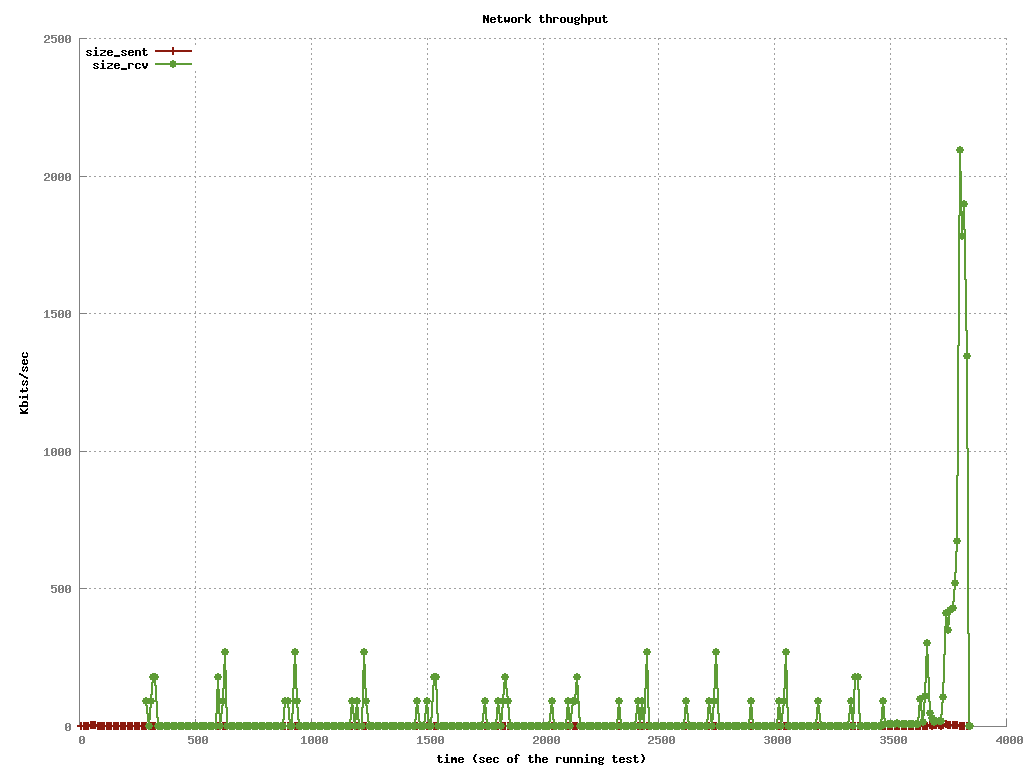 Network throughput
2500
size_sent
size_rcv
2000
1500
Kbits/sec
1000
500
0
0 500 1000 1500 2000 2500 3000 3500 4000
time (sec of the running test)